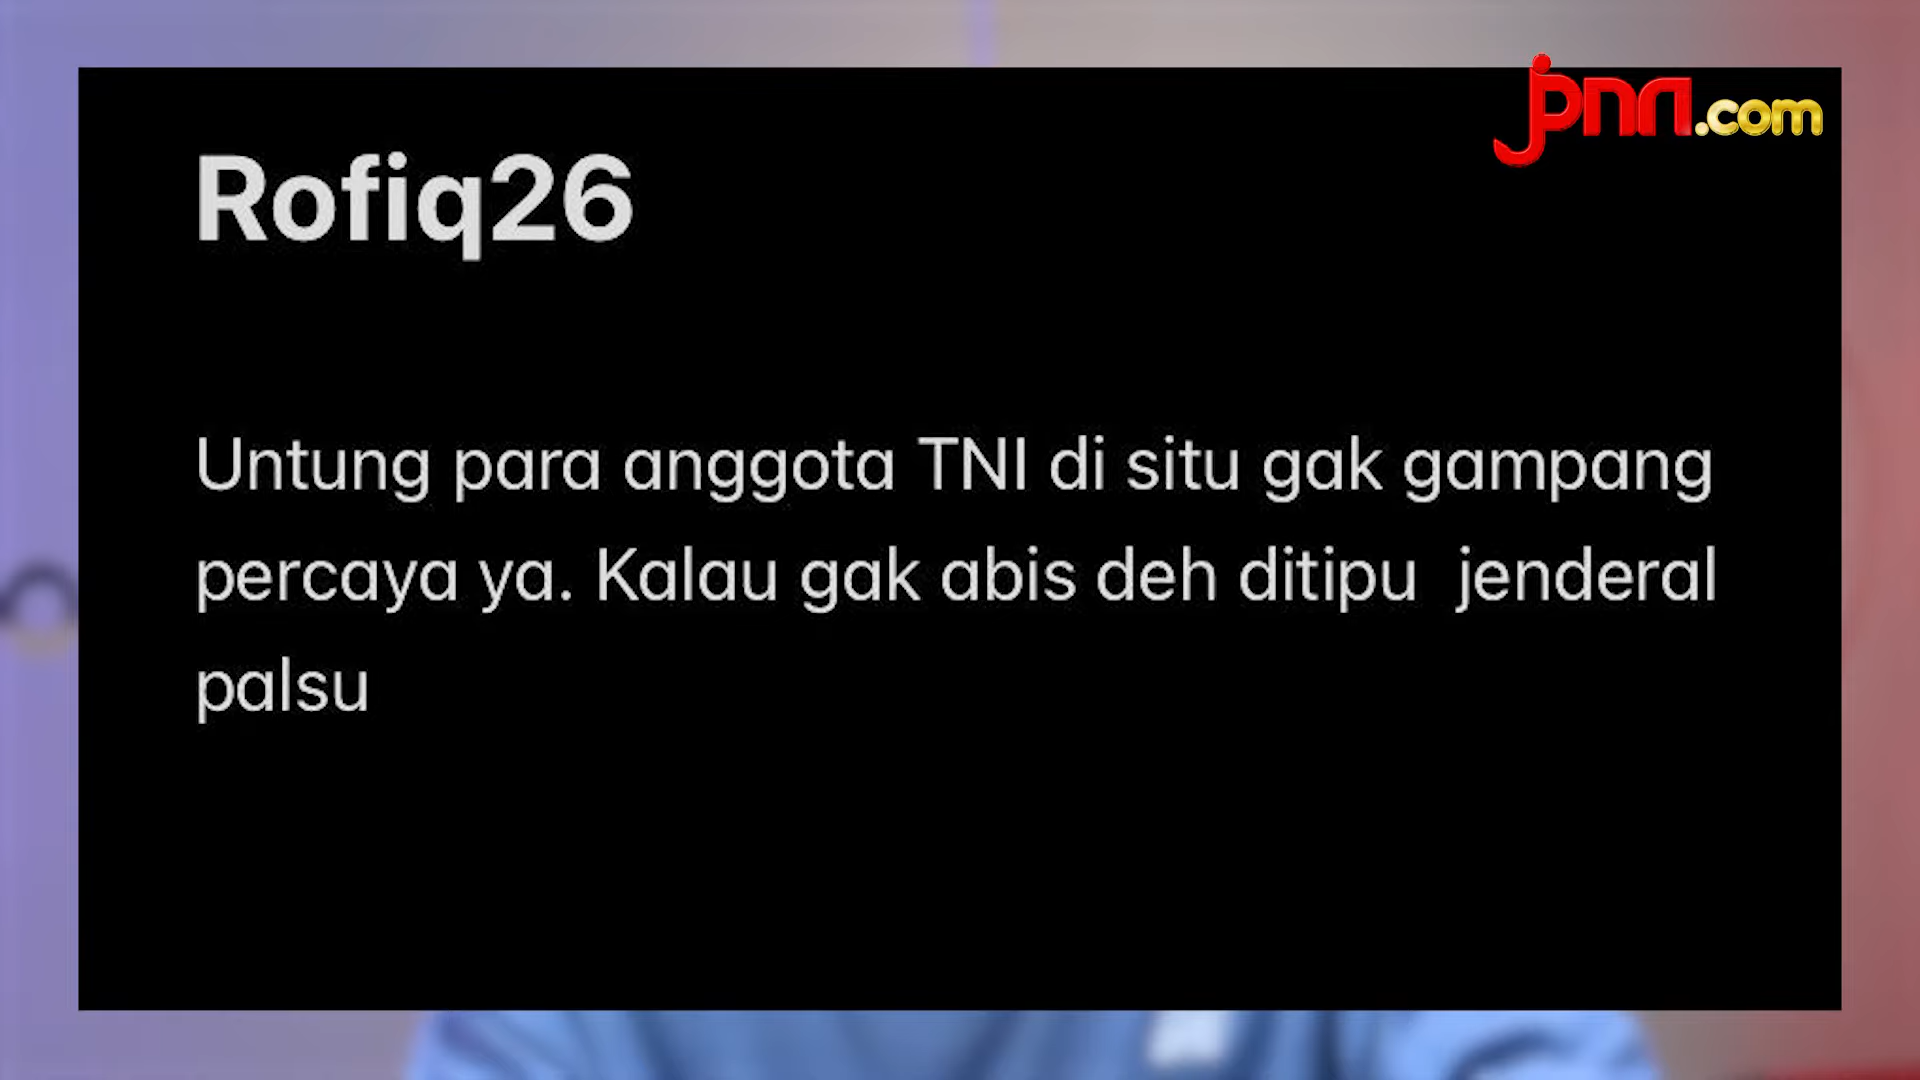 jpnn.com
Rofiq26
Untung para anggota TNI di situ gak gampang
percaya ya. Kalau gak abis deh ditipu  jenderal
palsu